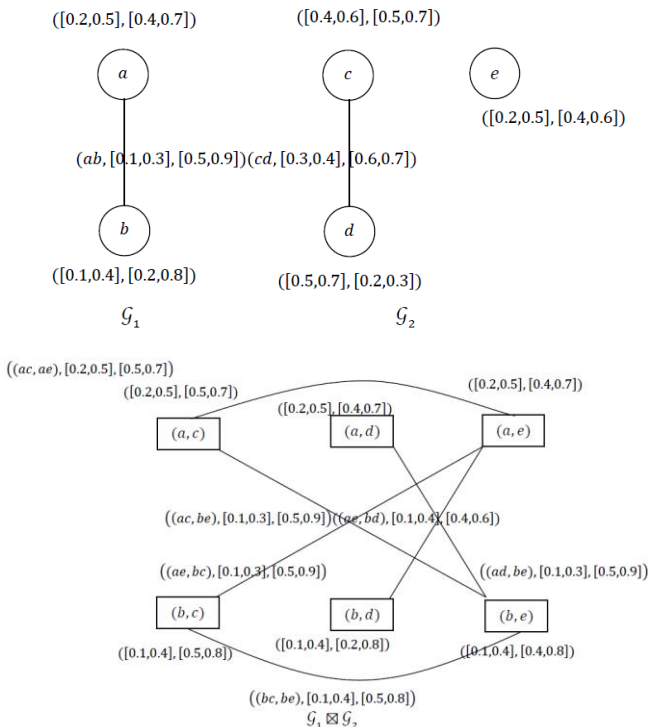 ([0.2,0.5], [0.4,0.7]) ([0.4,0.6], [0.5,0.7])
a c e
([0.2,0.5], [0.4,0.6])
(ab, [0.1,0.3], [0.5,0.9])(cd, [0.3,0.4], [0.6,0.7])
b d
([0.1,0.4], [0.2,0.8]) ([0.5,0.7], [0.2,0.3])
𝒢₁ 𝒢₂
((ac, ae), [0.2,0.5], [0.5,0.7])
([0.2,0.5], [0.5,0.7]) ([0.2,0.5], [0.4,0.7])
([0.2,0.5], [0.4,0.7])
(a, c) (a, d) (a, e)
((ac, be), [0.1,0.3], [0.5,0.9])((ae, bd), [0.1,0.4], [0.4,0.6])
((ae, bc), [0.1,0.3], [0.5,0.9]) ((ad, be), [0.1,0.3], [0.5,0.9])
(b, c) (b, d) (b, e)
([0.1,0.4], [0.5,0.8]) ([0.1,0.4], [0.2,0.8]) ([0.1,0.4], [0.4,0.8])
((bc, be), [0.1,0.4], [0.5,0.8])
𝒢₁ ⊠ 𝒢₂